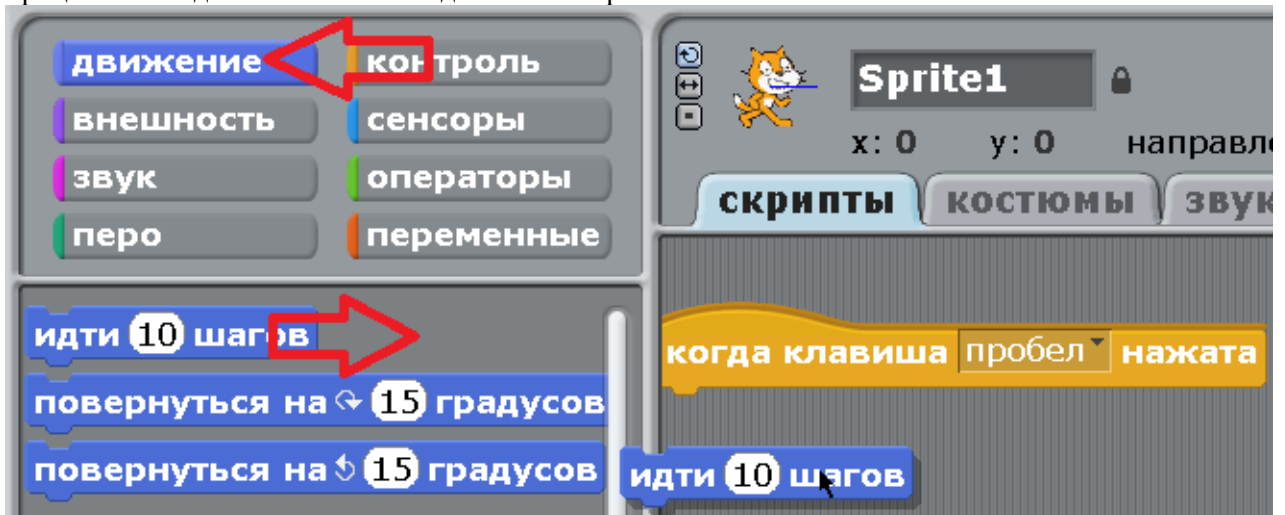 движение контроль
внешность сенсоры
звук операторы
перо переменные
идти 10 шагов
повернуться на 15 градусов
повернуться на 15 градусов
Sprite1
x: 0 y: 0
скрипты костюмы
когда клавиша пробел нажата
идти 10 шагов